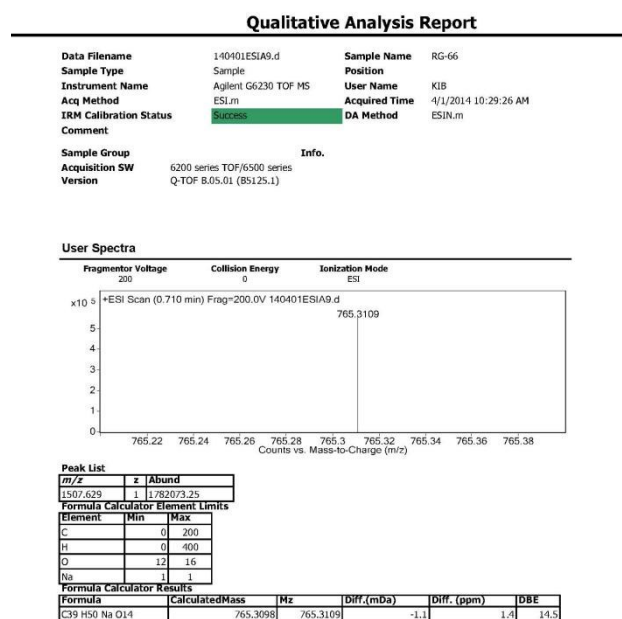 Qualitative Analysis Report
Data Filename 140401ESIA9.d Sample Name RG-66
Sample Type Sample Position
Instrument Name Agilent G6230 TOF MS User Name KIB
Acq Method ESI.m Acquired Time 4/1/2014 10:29:26 AM
IRM Calibration Status Success DA Method ESIN.m
Comment
Sample Group Info.
Acquisition SW 6200 series TOF/6500 series
Version Q-TOF B.05.01 (B5125.1)
User Spectra
Fragmentor Voltage Collision Energy Ionization Mode
200 0 ESI
x10 5 +ESI Scan (0.710 min) Frag=200.0V 140401ESIA9.d
765.3109
5
4
3
2
1
0
765.22 765.24 765.26 765.28 765.3 765.32 765.34 765.36 765.38
Counts vs. Mass-to-Charge (m/z)
Peak List
m/z z Abund
1507.629 1 1782073.25
Formula Calculator Element Limits
Element Min Max
C 0 200
H 0 400
O 12 16
Na 1 1
Formula Calculator Results
Formula CalculatedMass Mz Diff.(mDa) Diff. (ppm) DBE
C39 H50 Na O14 765.3098 765.3109 -1.1 1.4 14.5